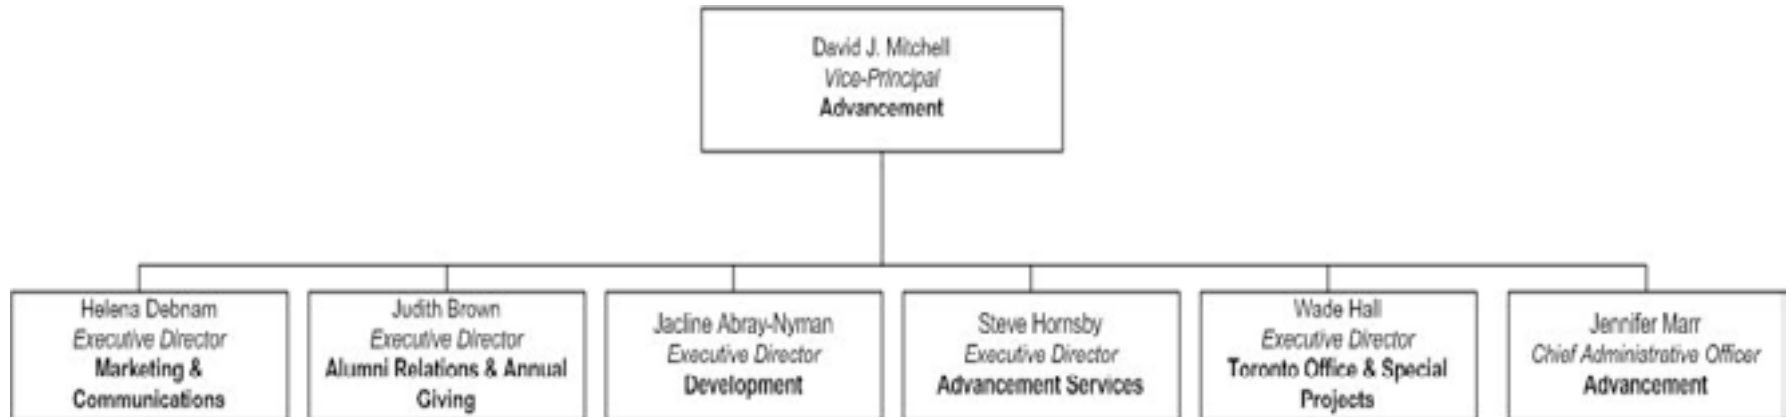 David J. Mitchell
Vice-Principal
Advancement
Helena Debnam
Executive Director
Marketing &
Communications
Judith Brown
Executive Director
Alumni Relations & Annual
Giving
Jacline Abray-Nyman
Executive Director
Development
Steve Hornsby
Executive Director
Advancement Services
Wade Hall
Executive Director
Toronto Office & Special
Projects
Jennifer Marr
Chief Administrative Officer
Advancement